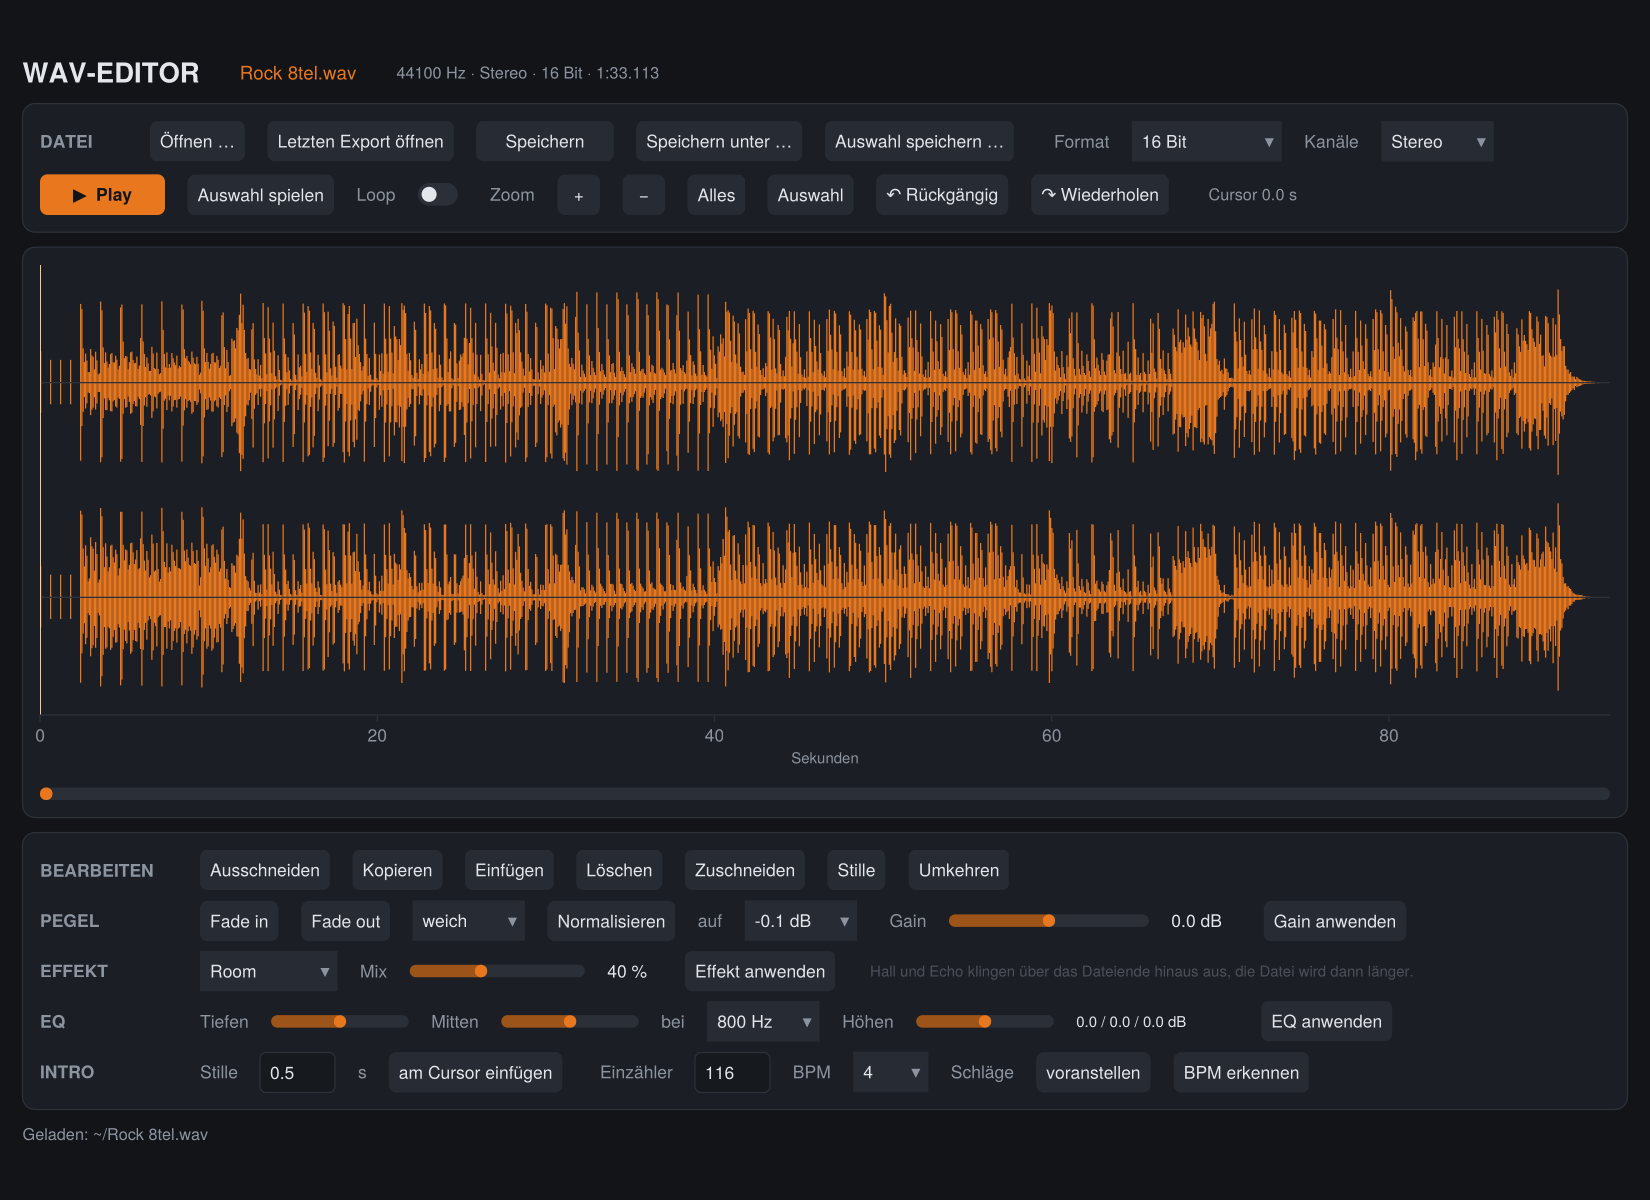 WAV-EDITOR Rock 8tel.wav 44100 Hz · Stereo · 16 Bit · 1:33.113
DATEI Öffnen … Letzten Export öffnen Speichern Speichern unter … Auswahl speichern … Format 16 Bit ▾ Kanäle Stereo ▾
▶ Play Auswahl spielen Loop Zoom + − Alles Auswahl ↶ Rückgängig ↷ Wiederholen Cursor 0.0 s
0 20 40 60 80
Sekunden
BEARBEITEN Ausschneiden Kopieren Einfügen Löschen Zuschneiden Stille Umkehren
PEGEL Fade in Fade out weich ▾ Normalisieren auf -0.1 dB ▾ Gain 0.0 dB Gain anwenden
EFFEKT Room ▾ Mix 40 % Effekt anwenden Hall und Echo klingen über das Dateiende hinaus aus, die Datei wird dann länger.
EQ Tiefen Mitten bei 800 Hz ▾ Höhen 0.0 / 0.0 / 0.0 dB EQ anwenden
INTRO Stille 0.5 s am Cursor einfügen Einzähler 116 BPM 4 ▾ Schläge voranstellen BPM erkennen
Geladen: ~/Rock 8tel.wav